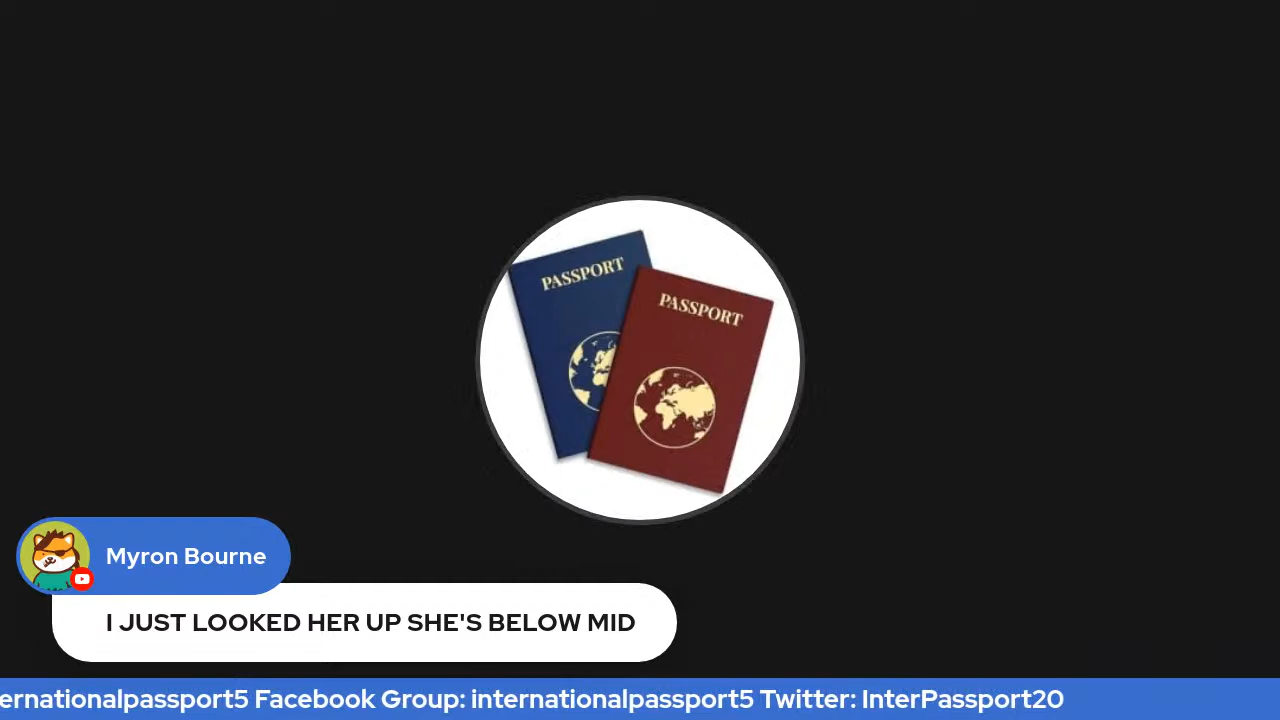 PASSPORT
PASSPORT
Myron Bourne
I JUST LOOKED HER UP SHE'S BELOW MID
ernationalpassport5 Facebook Group: internationalpassport5 Twitter: InterPassport20